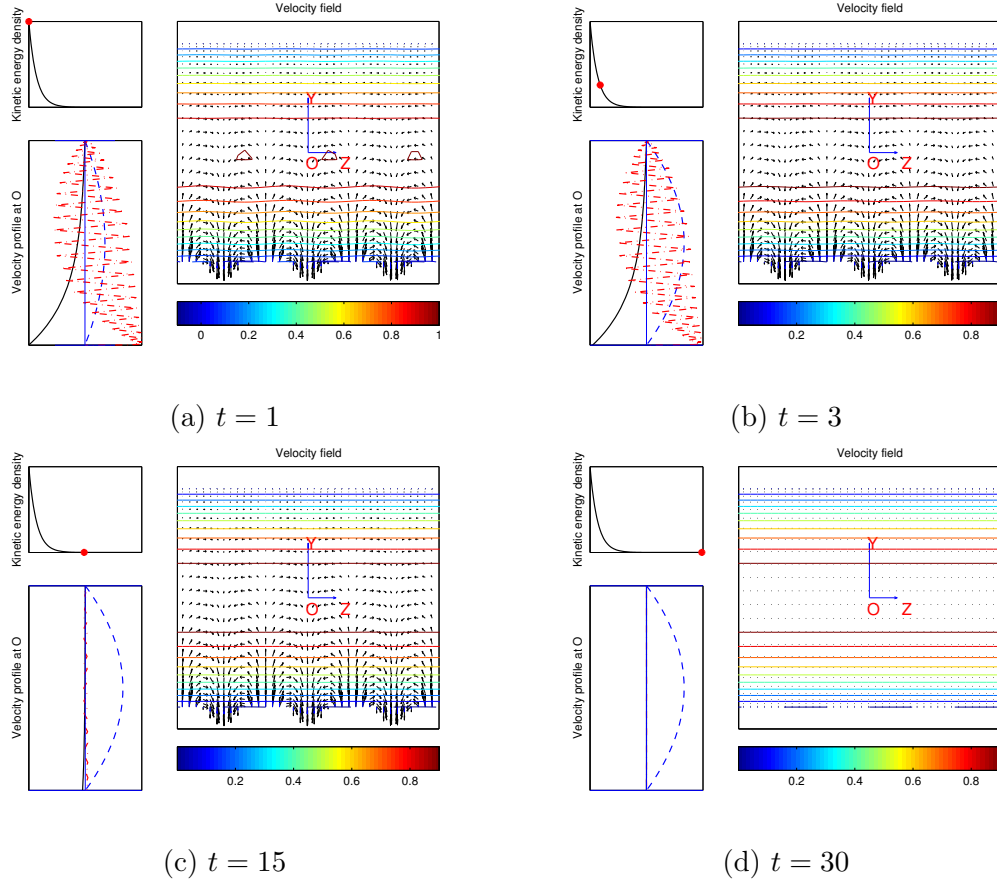 Velocity field
Kinetic energy density
Velocity profile at O
Y
O Z
0 0.2 0.4 0.6 0.8 1
(a) t = 1
Velocity field
Kinetic energy density
Velocity profile at O
Y
O Z
0.2 0.4 0.6 0.8
(b) t = 3
Velocity field
Kinetic energy density
Velocity profile at O
Y
O Z
0.2 0.4 0.6 0.8
(c) t = 15
Velocity field
Kinetic energy density
Velocity profile at O
Y
O Z
0.2 0.4 0.6 0.8
(d) t = 30